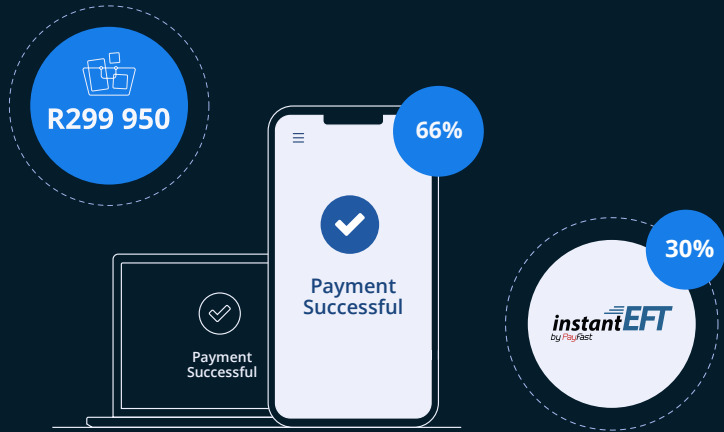 R299 950
66%
Payment
Successful
Payment
Successful
30%
instantEFT
by PayFast